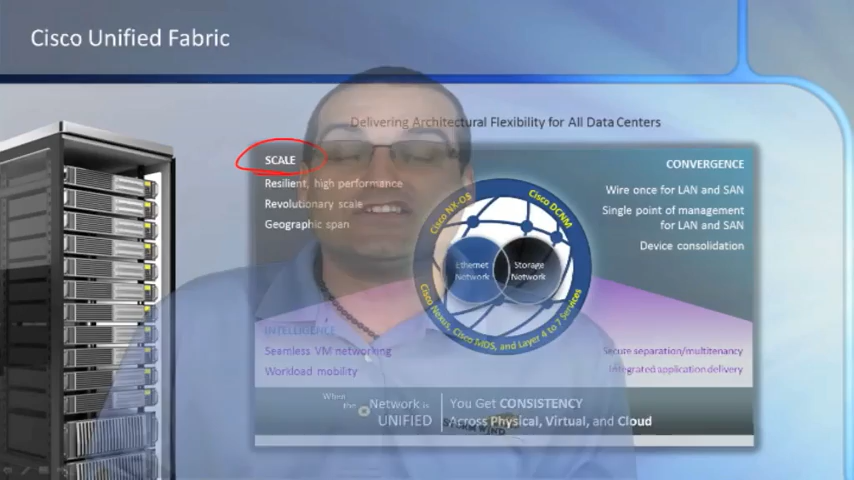 Cisco Unified Fabric
Delivering Architectural Flexibility for All Data Centers
SCALE
Resilient, high performance
Revolutionary scale
Geographic span
CONVERGENCE
Wire once for LAN and SAN
Single point of management
for LAN and SAN
Device consolidation
Cisco NX-OS
Cisco DCNM
Ethernet
Network
Storage
Network
Cisco Nexus, Cisco MDS, and Layer 4 to 7 Services
INTELLIGENCE
Seamless VM networking
Workload mobility
Secure separation/multitenancy
Integrated application delivery
When
the Network is
UNIFIED
You Get CONSISTENCY
Across Physical, Virtual, and Cloud